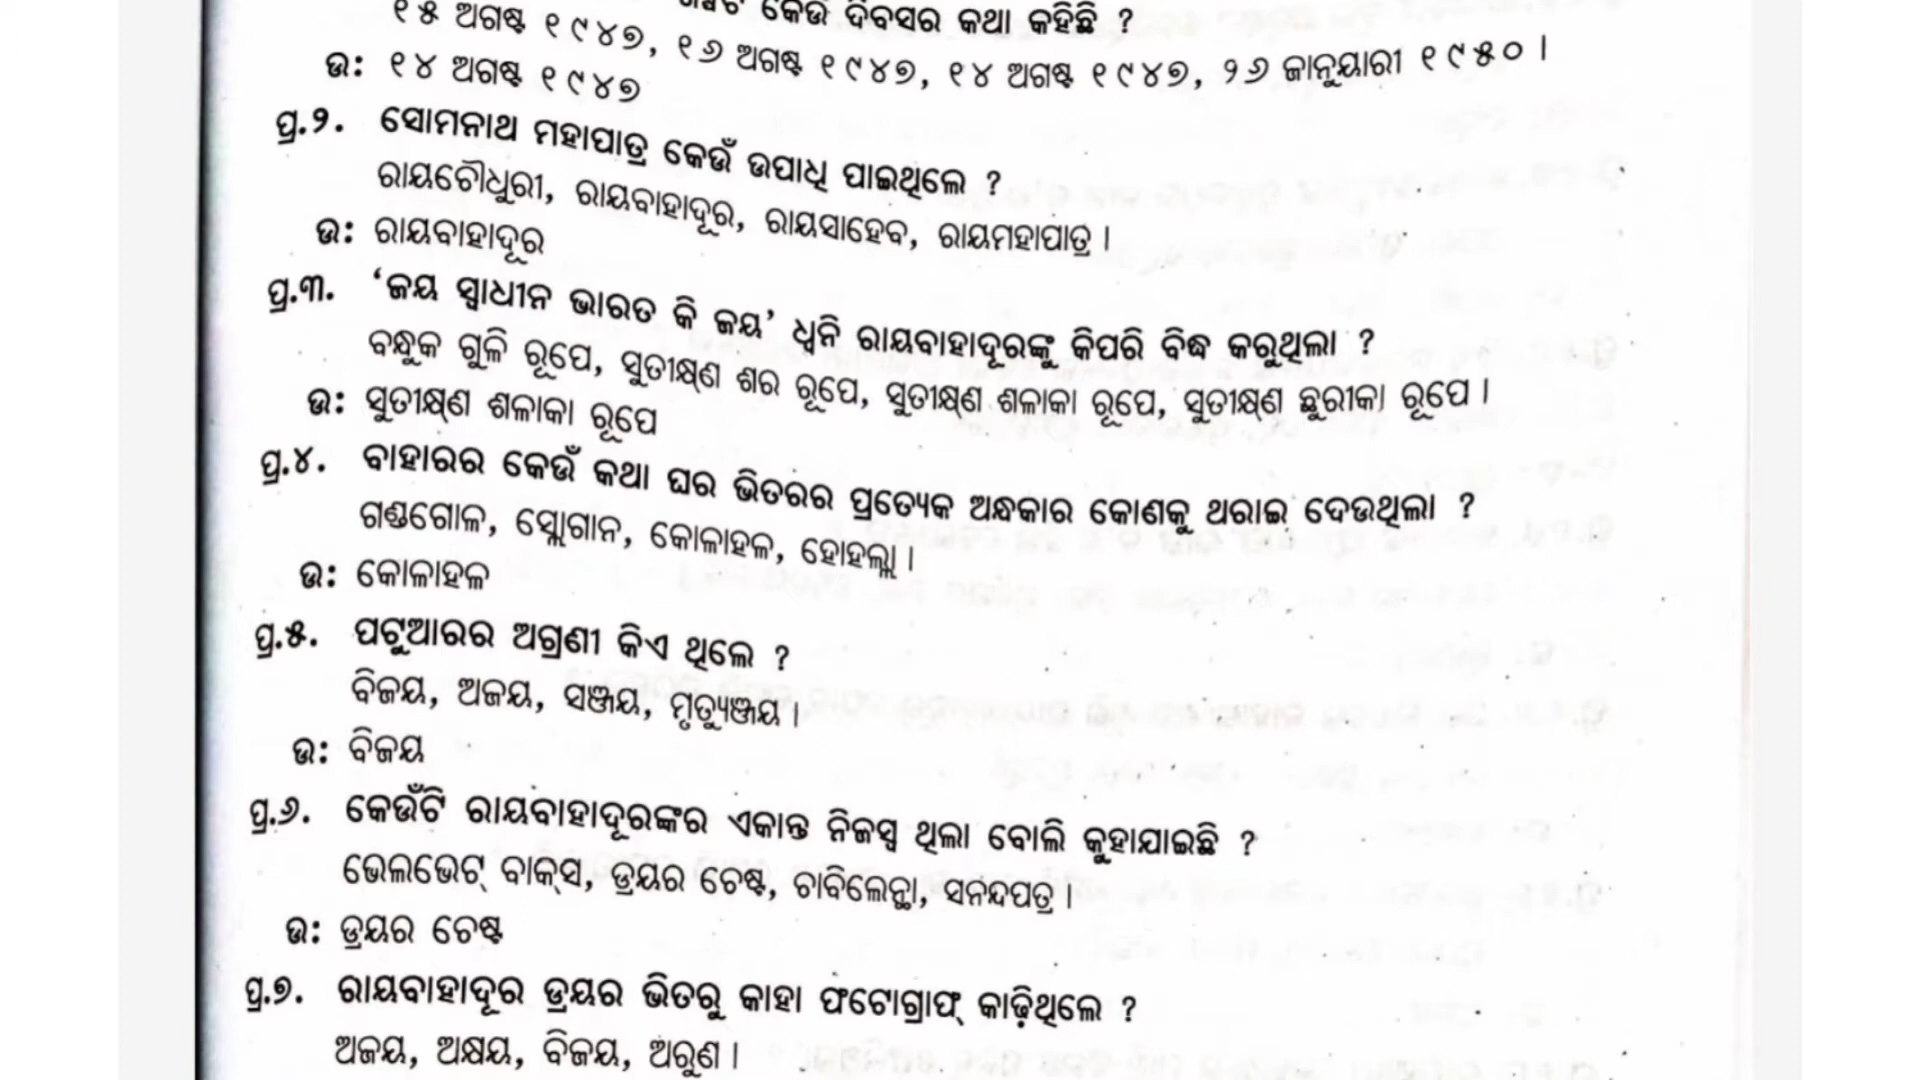 କେଉଁ ଦିବସର କଥା କହିଛି ?
୧୫ ଅଗଷ୍ଟ ୧୯୪୭, ୧୬ ଅଗଷ୍ଟ ୧୯୪୭, ୧୪ ଅଗଷ୍ଟ ୧୯୪୭, ୨୬ ଜାନୁୟାରୀ ୧୯୫୦ ।
ଉ: ୧୪ ଅଗଷ୍ଟ ୧୯୪୭
ପ୍ର.୨. ସୋମନାଥ ମହାପାତ୍ର କେଉଁ ଉପାଧି ପାଇଥିଲେ ?
ରାୟଚୌଧୁରୀ, ରାୟବାହାଦୂର, ରାୟସାହେବ, ରାୟମହାପାତ୍ର ।
ଉ: ରାୟବାହାଦୂର
ପ୍ର.୩. ‘ଜୟ ସ୍ୱାଧୀନ ଭାରତ କି ଜୟ’ ଧ୍ୱନି ରାୟବାହାଦୂରଙ୍କୁ କିପରି ବିଦ୍ଧ କରୁଥିଲା ?
ବନ୍ଧୁକ ଗୁଳି ରୂପେ, ସୁତୀକ୍ଷ୍ଣ ଶର ରୂପେ, ସୁତୀକ୍ଷ୍ଣ ଶଳାକା ରୂପେ, ସୁତୀକ୍ଷ୍ଣ ଛୁରୀକା ରୂପେ ।
ଉ: ସୁତୀକ୍ଷ୍ଣ ଶଳାକା ରୂପେ
ପ୍ର.୪. ବାହାରର କେଉଁ କଥା ଘର ଭିତରର ପ୍ରତ୍ୟେକ ଅନ୍ଧକାର କୋଣକୁ ଥରାଇ ଦେଉଥିଲା ?
ଗଣ୍ଡଗୋଳ, ସ୍ଲୋଗାନ, କୋଳାହଳ, ହୋହଲ୍ଲା ।
ଉ: କୋଳାହଳ
ପ୍ର.୫. ପଟୁଆରର ଅଗ୍ରଣୀ କିଏ ଥିଲେ ?
ବିଜୟ, ଅଜୟ, ସଞ୍ଜୟ, ମୃତ୍ୟୁଞ୍ଜୟ ।
ଉ: ବିଜୟ
ପ୍ର.୬. କେଉଁଟି ରାୟବାହାଦୂରଙ୍କର ଏକାନ୍ତ ନିଜସ୍ୱ ଥିଲା ବୋଲି କୁହାଯାଇଛି ?
ଭେଲଭେଟ୍ ବାକ୍ସ, ଡ୍ରୟର ଚେଷ୍ଟ, ଚାବିଲେନ୍ଥା, ସନନ୍ଦପତ୍ର ।
ଉ: ଡ୍ରୟର ଚେଷ୍ଟ
ପ୍ର.୭. ରାୟବାହାଦୂର ଡ୍ରୟର ଭିତରୁ କାହା ଫଟୋଗ୍ରାଫ୍ କାଢ଼ିଥିଲେ ?
ଅଜୟ, ଅକ୍ଷୟ, ବିଜୟ, ଅରୁଣ ।